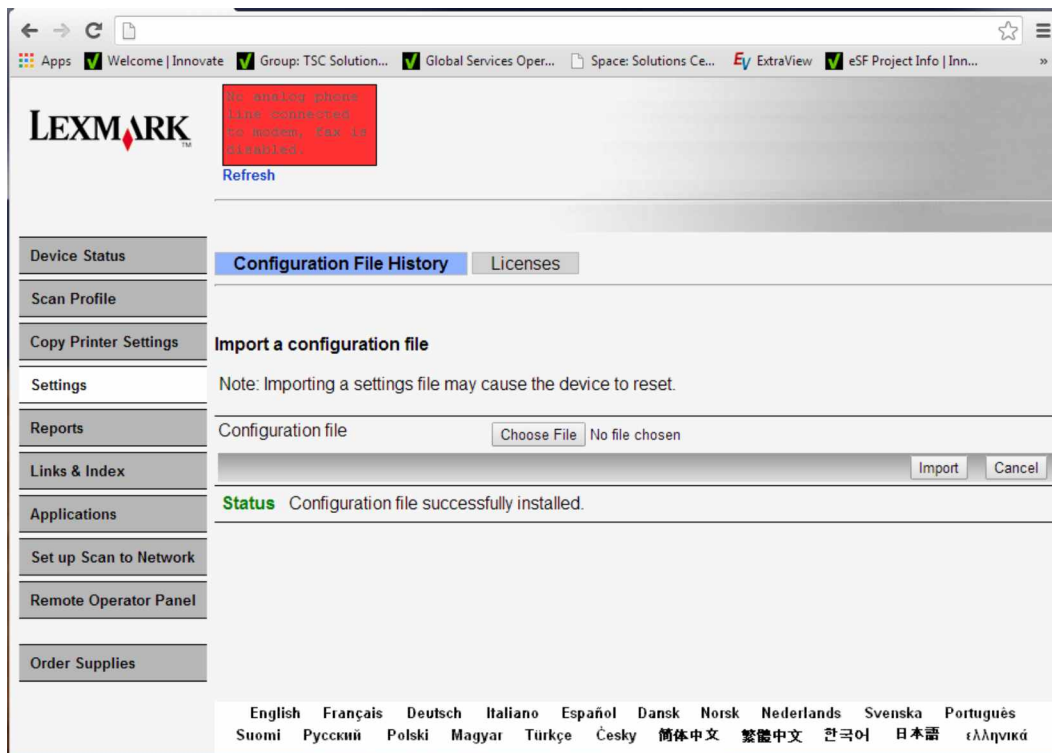 Apps Welcome | Innovate Group: TSC Solution... Global Services Oper... Space: Solutions Ce... EV ExtraView eSF Project Info | Inn... »
LEXMARK TM
No analog phone
line connected
to modem, fax is
disabled.
Refresh
Device Status
Scan Profile
Copy Printer Settings
Settings
Reports
Links & Index
Applications
Set up Scan to Network
Remote Operator Panel
Order Supplies
Configuration File History Licenses
Import a configuration file
Note: Importing a settings file may cause the device to reset.
Configuration file Choose File No file chosen
Import Cancel
Status Configuration file successfully installed.
English Français Deutsch Italiano Español Dansk Norsk Nederlands Svenska Português
Suomi Русский Polski Magyar Türkçe Česky 简体中文 繁體中文 한국어 日本語 ελληνικά